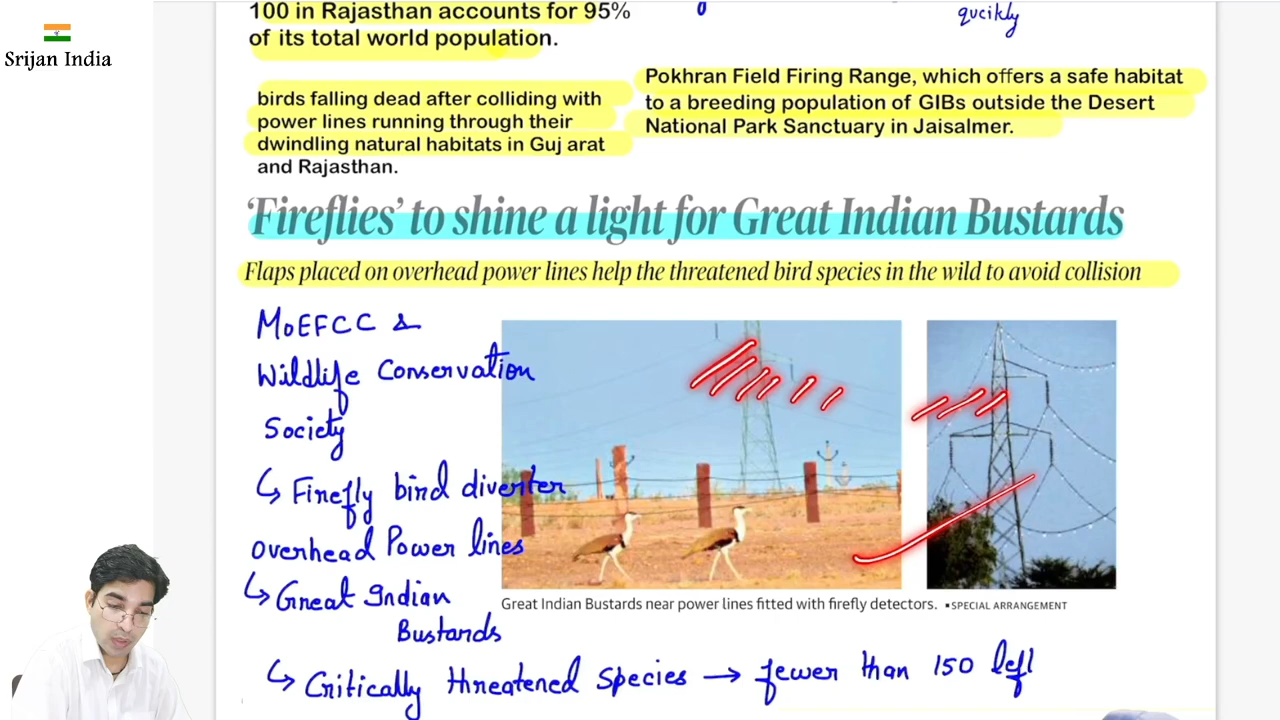 Srijan India
100 in Rajasthan accounts for 95%
of its total world population.
qucikly
birds falling dead after colliding with
power lines running through their
dwindling natural habitats in Guj arat
and Rajasthan.
Pokhran Field Firing Range, which offers a safe habitat
to a breeding population of GIBs outside the Desert
National Park Sanctuary in Jaisalmer.
‘Fireflies’ to shine a light for Great Indian Bustards
Flaps placed on overhead power lines help the threatened bird species in the wild to avoid collision
MoEFCC &
Wildlife Conservation
Society
↳ Firefly bird diverter
overhead Power lines
↳ Great Indian
Bustards
Great Indian Bustards near power lines fitted with firefly detectors. ▪SPECIAL ARRANGEMENT
↳ Critically threatened species → fewer than 150 left